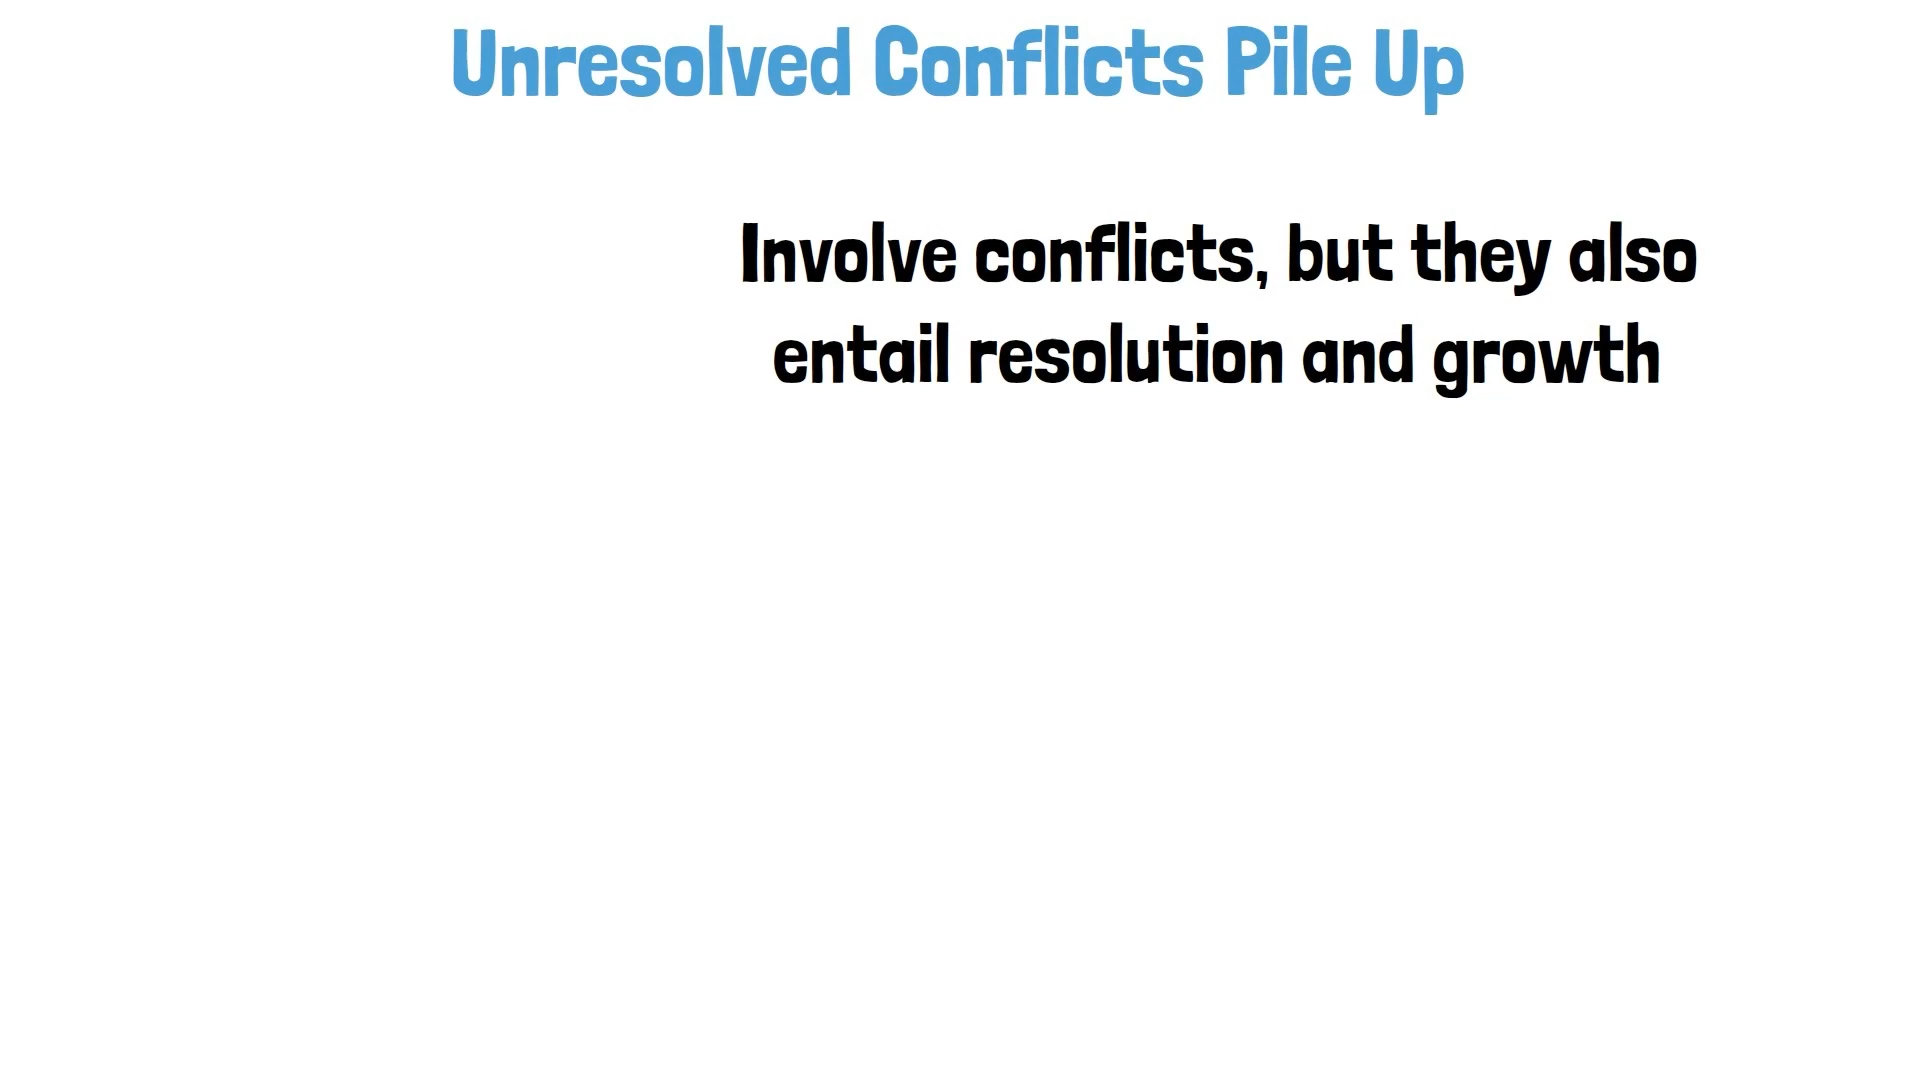 Unresolved Conflicts Pile Up
Involve conflicts, but they also
entail resolution and growth